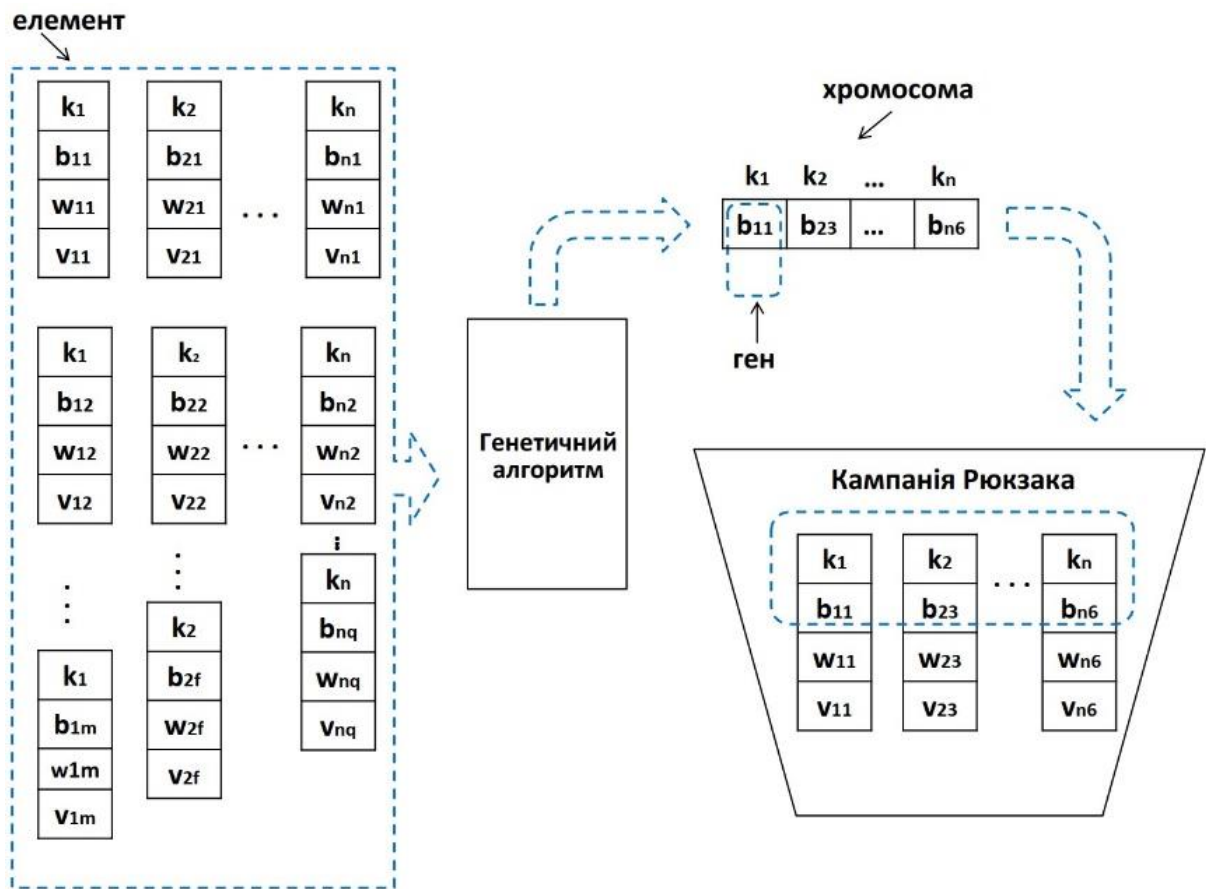 елемент
k1 k2 kn
b11 b21 bn1
w11 w21 ... wn1
v11 v21 vn1
k1 k2 kn
b12 b22 bn2
w12 w22 ... wn2
v12 v22 vn2
k1
b1m
w1m
v1m
k2
b2f
w2f
v2f
kn
bnq
wnq
vnq
Генетичний
алгоритм
хромосома
k1 k2 ... kn
b11 b23 ... bn6
ген
Кампанія Рюкзака
k1 k2 ... kn
b11 b23 bn6
w11 w23 wn6
v11 v23 vn6